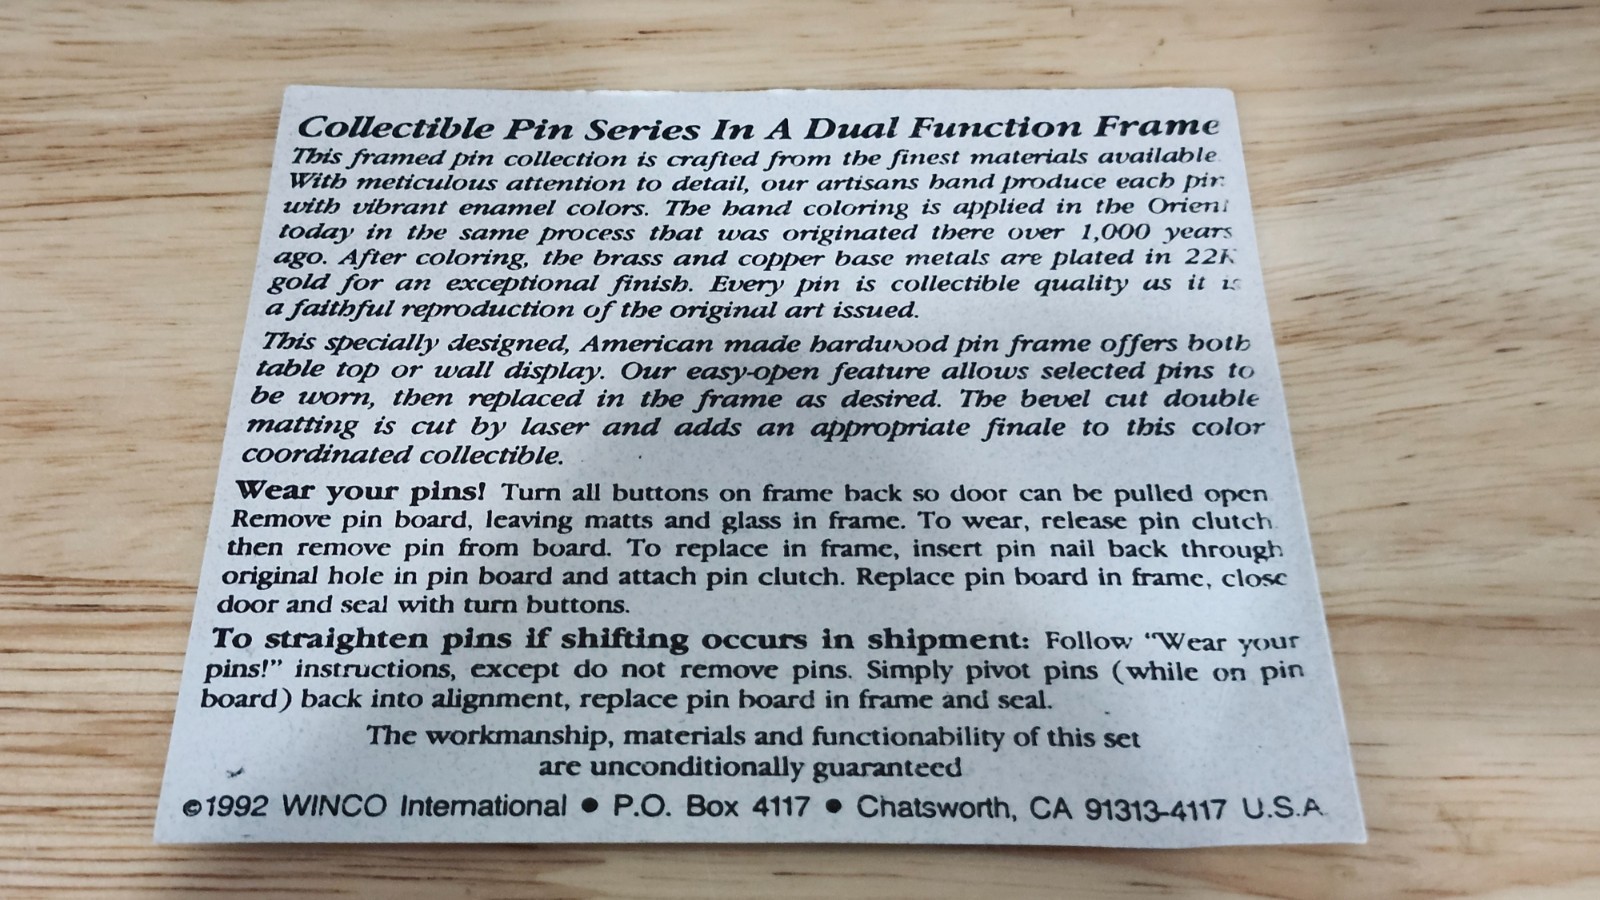 Collectible Pin Series In A Dual Function Frame
This framed pin collection is crafted from the finest materials available
With meticulous attention to detail, our artisans hand produce each pin
with vibrant enamel colors. The hand coloring is applied in the Orient
today in the same process that was originated there over 1,000 years
ago. After coloring, the brass and copper base metals are plated in 22K
gold for an exceptional finish. Every pin is collectible quality as it is
a faithful reproduction of the original art issued.
This specially designed, American made hardwood pin frame offers both
table top or wall display. Our easy-open feature allows selected pins to
be worn, then replaced in the frame as desired. The bevel cut double
matting is cut by laser and adds an appropriate finale to this color
coordinated collectible.
Wear your pins! Turn all buttons on frame back so door can be pulled open
Remove pin board, leaving matts and glass in frame. To wear, release pin clutch
then remove pin from board. To replace in frame, insert pin nail back through
original hole in pin board and attach pin clutch. Replace pin board in frame, close
door and seal with turn buttons.
To straighten pins if shifting occurs in shipment: Follow “Wear your
pins!” instructions, except do not remove pins. Simply pivot pins (while on pin
board) back into alignment, replace pin board in frame and seal.
The workmanship, materials and functionability of this set
are unconditionally guaranteed
©1992 WINCO International ● P.O. Box 4117 ● Chatsworth, CA 91313-4117 U.S.A.